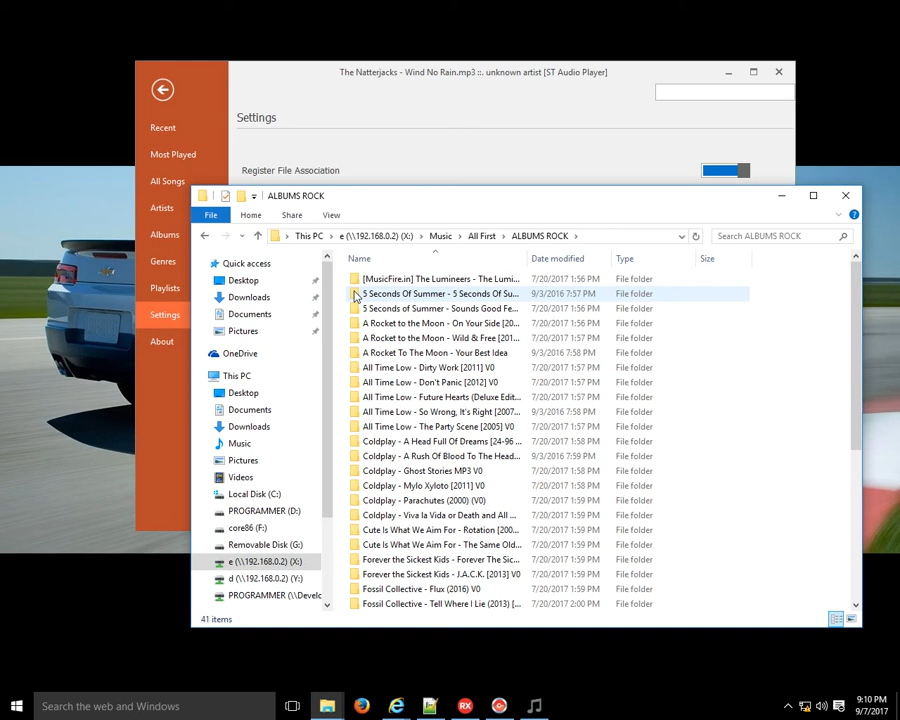 The Natterjacks - Wind No Rain.mp3 ::. unknown artist [ST Audio Player]
Settings
Recent
Most Played
All Songs
Artists
Albums
Genres
Playlists
Settings
About
Register File Association
ALBUMS ROCK
File Home Share View
This PC e (\\192.168.0.2) (X:) Music All First ALBUMS ROCK
Search ALBUMS ROCK
Name Date modified Type Size
Quick access
Desktop
Downloads
Documents
Pictures
OneDrive
This PC
Desktop
Documents
Downloads
Music
Pictures
Videos
Local Disk (C:)
PROGRAMMER (D:)
core86 (F:)
Removable Disk (G:)
e (\\192.168.0.2) (X:)
d (\\192.168.0.2) (Y:)
PROGRAMMER (\\Develc
[MusicFire.in] The Lumineers - The Lumi... 7/20/2017 1:56 PM File folder
5 Seconds Of Summer - 5 Seconds Of Su... 9/3/2016 7:57 PM File folder
5 Seconds of Summer - Sounds Good Fe... 7/20/2017 1:56 PM File folder
A Rocket to the Moon - On Your Side [20... 7/20/2017 1:56 PM File folder
A Rocket to the Moon - Wild & Free [201... 7/20/2017 1:56 PM File folder
A Rocket To The Moon - Your Best Idea 9/3/2016 7:58 PM File folder
All Time Low - Dirty Work [2011] V0 7/20/2017 1:57 PM File folder
All Time Low - Don't Panic [2012] V0 7/20/2017 1:57 PM File folder
All Time Low - Future Hearts (Deluxe Edit... 7/20/2017 1:57 PM File folder
All Time Low - So Wrong, It's Right [2007... 9/3/2016 7:58 PM File folder
All Time Low - The Party Scene [2005] V0 7/20/2017 1:57 PM File folder
Coldplay - A Head Full Of Dreams [24-96 ... 7/20/2017 1:58 PM File folder
Coldplay - A Rush Of Blood To The Head... 9/3/2016 7:59 PM File folder
Coldplay - Ghost Stories MP3 V0 7/20/2017 1:58 PM File folder
Coldplay - Mylo Xyloto [2011] V0 7/20/2017 1:58 PM File folder
Coldplay - Parachutes (2000) (V0) 7/20/2017 1:59 PM File folder
Coldplay - Viva la Vida or Death and All ... 7/20/2017 1:59 PM File folder
Cute Is What We Aim For - Rotation [200... 7/20/2017 1:59 PM File folder
Cute Is What We Aim For - The Same Old... 7/20/2017 1:59 PM File folder
Forever the Sickest Kids - Forever The Sic... 7/20/2017 1:59 PM File folder
Forever the Sickest Kids - J.A.C.K. [2013] V0 7/20/2017 1:59 PM File folder
Fossil Collective - Flux (2016) V0 7/20/2017 1:59 PM File folder
Fossil Collective - Tell Where I Lie (2013) [... 7/20/2017 2:00 PM File folder
41 items
Search the web and Windows
RX
9:10 PM
9/7/2017